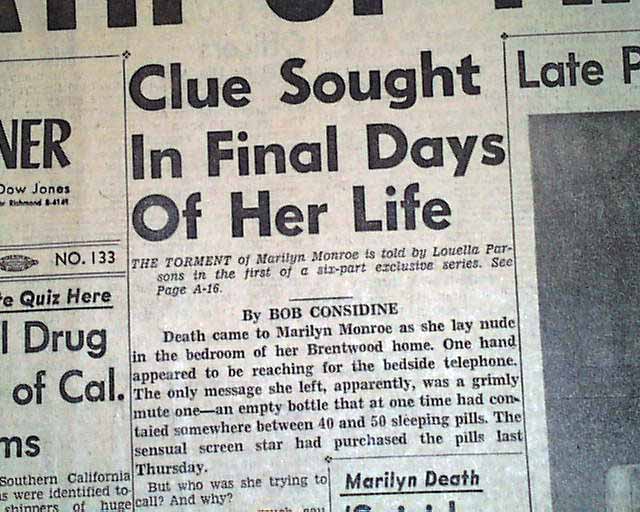 NER
Dow Jones
Richmond 8-4141
NO. 133
Quiz Here
Drug
of Cal.
Southern California
were identified to-
shippers of huge
Clue Sought
In Final Days
Of Her Life
THE TORMENT of Marilyn Monroe is told by Louella Par-
sons in the first of a six-part exclusive series. See
Page A-16.
By BOB CONSIDINE
Death came to Marilyn Monroe as she lay nude
in the bedroom of her Brentwood home. One hand
appeared to be reaching for the bedside telephone.
The only message she left, apparently, was a grimly
mute one—an empty bottle that at one time had con-
taied somewhere between 40 and 50 sleeping pills. The
sensual screen star had purchased the pills last
Thursday.
But who was she trying to
call? And why?
Marilyn Death
Late P